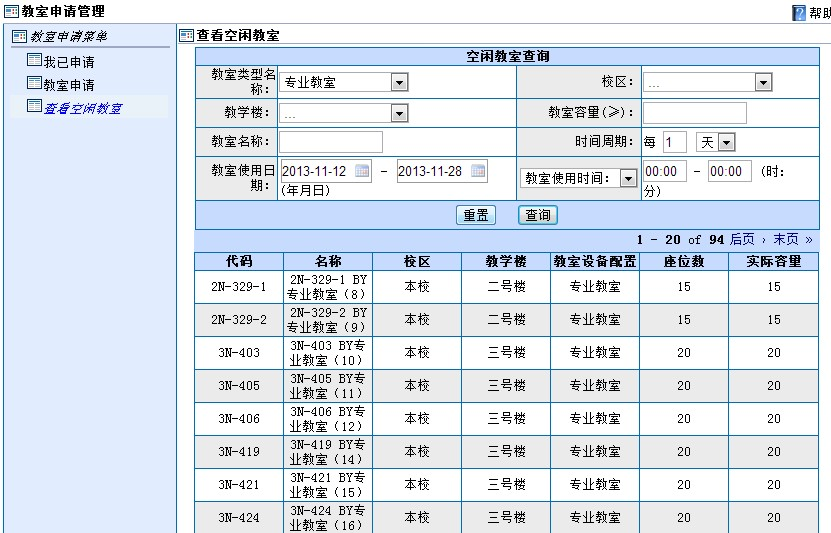 教室申请管理
帮助
教室申请菜单
我已申请
教室申请
查看空闲教室
查看空闲教室
空闲教室查询
教室类型名称： 专业教室 校区： ...
教学楼： ... 教室容量(≥)：
教室名称： 时间周期： 每 1 天
教室使用日期： 2013-11-12 - 2013-11-28 (年月日) 教室使用时间： 00:00 - 00:00 (时:分)
重置 查询
1 - 20 of 94 后页 › 末页 »
代码 名称 校区 教学楼 教室设备配置 座位数 实际容量
2N-329-1 2N-329-1 BY专业教室（8） 本校 二号楼 专业教室 15 15
2N-329-2 2N-329-2 BY专业教室（9） 本校 二号楼 专业教室 15 15
3N-403 3N-403 BY专业教室（10） 本校 三号楼 专业教室 20 20
3N-405 3N-405 BY专业教室（11） 本校 三号楼 专业教室 20 20
3N-406 3N-406 BY专业教室（12） 本校 三号楼 专业教室 20 20
3N-419 3N-419 BY专业教室（14） 本校 三号楼 专业教室 20 20
3N-421 3N-421 BY专业教室（15） 本校 三号楼 专业教室 20 20
3N-424 3N-424 BY专业教室（16） 本校 三号楼 专业教室 20 20